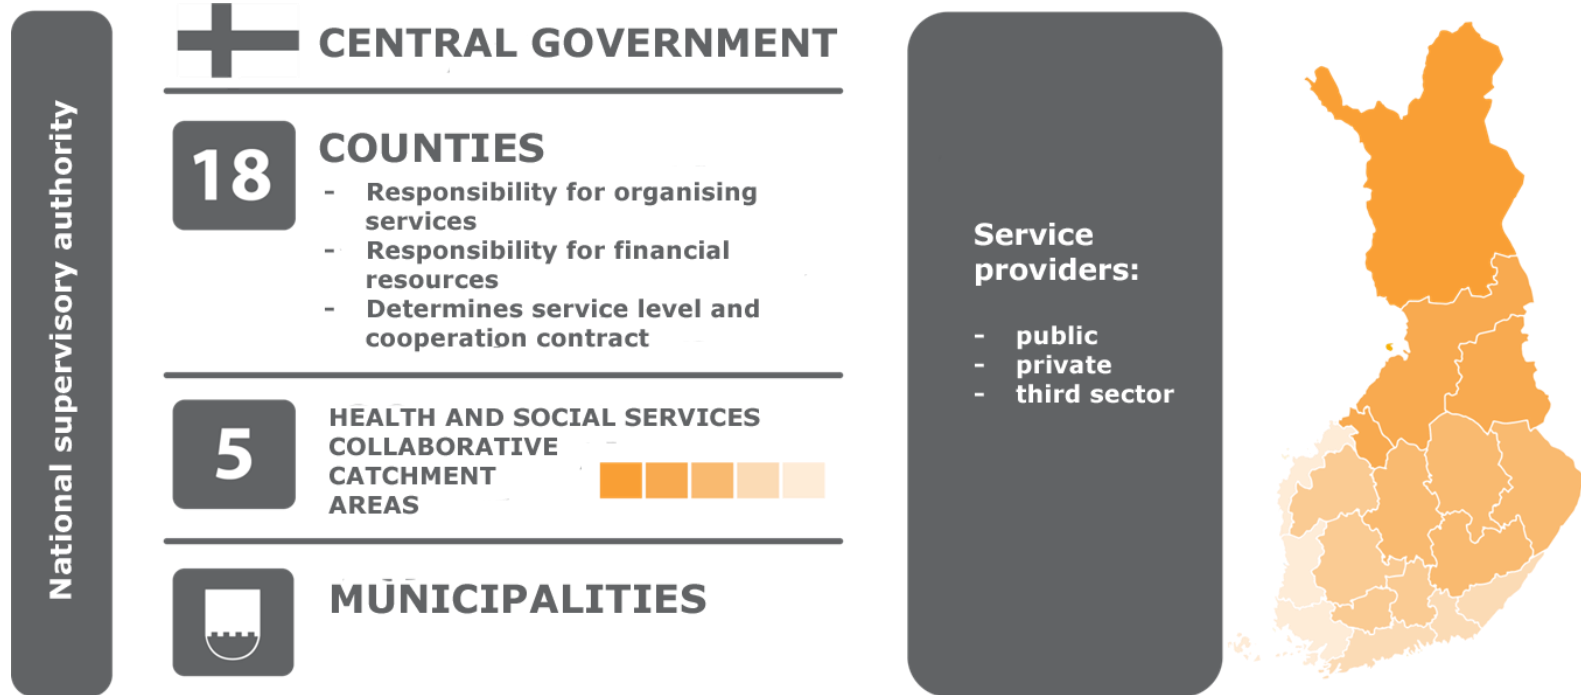 National supervisory authority
CENTRAL GOVERNMENT
18
COUNTIES
- Responsibility for organising
services
- Responsibility for financial
resources
- Determines service level and
cooperation contract
5
HEALTH AND SOCIAL SERVICES
COLLABORATIVE
CATCHMENT
AREAS
MUNICIPALITIES
Service
providers:
- public
- private
- third sector